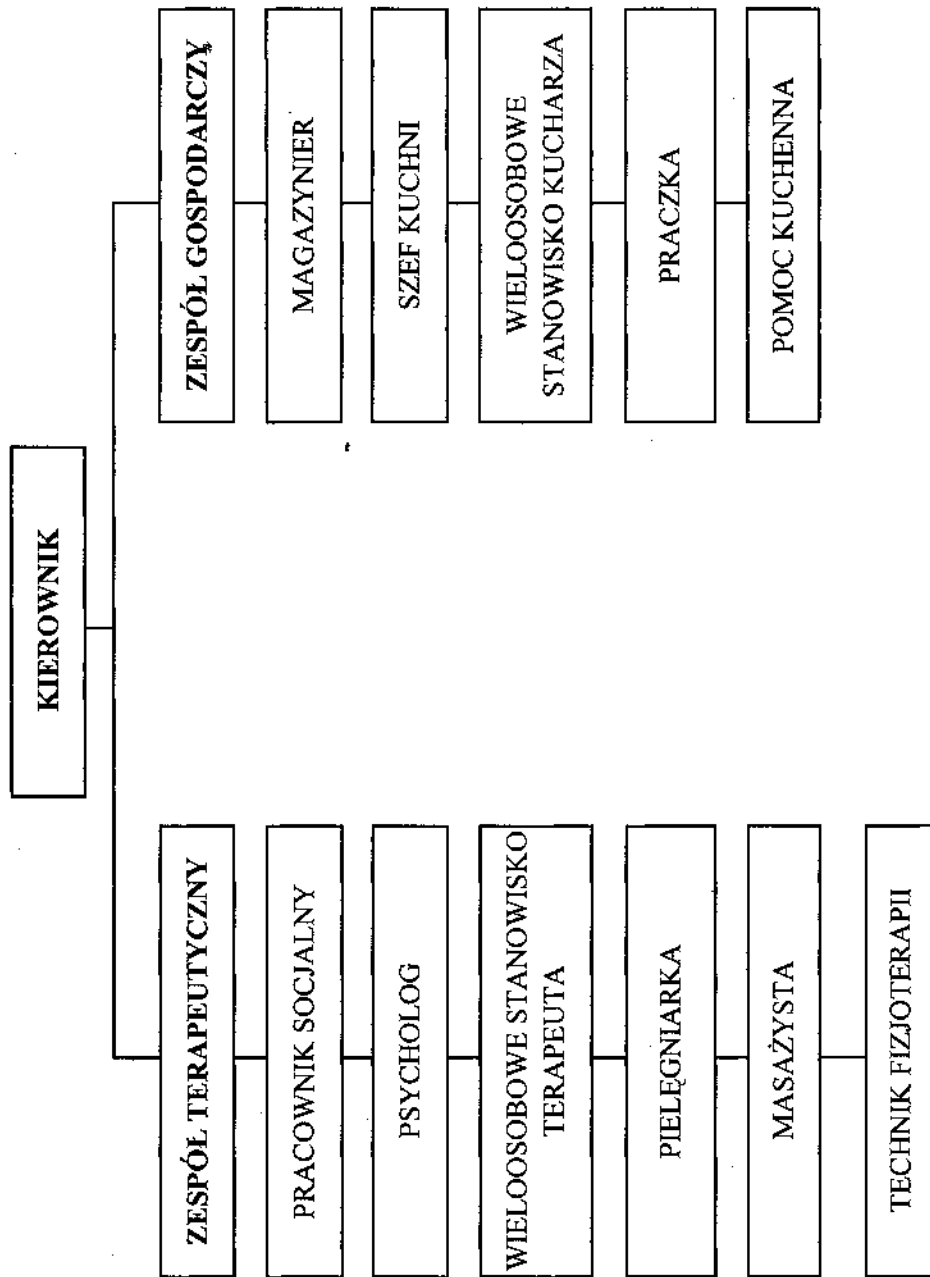 KIEROWNIK
ZESPÓŁ TERAPEUTYCZNY
PRACOWNIK SOCJALNY
PSYCHOLOG
WIELOOSOBOWE STANOWISKO
TERAPEUTA
PIELĘGNIARKA
MASAŻYSTA
TECHNIK FIZJOTERAPII
ZESPÓŁ GOSPODARCZY
MAGAZYNIER
SZEF KUCHNI
WIELOOSOBOWE
STANOWISKO KUCHARZA
PRACZKA
POMOC KUCHENNA